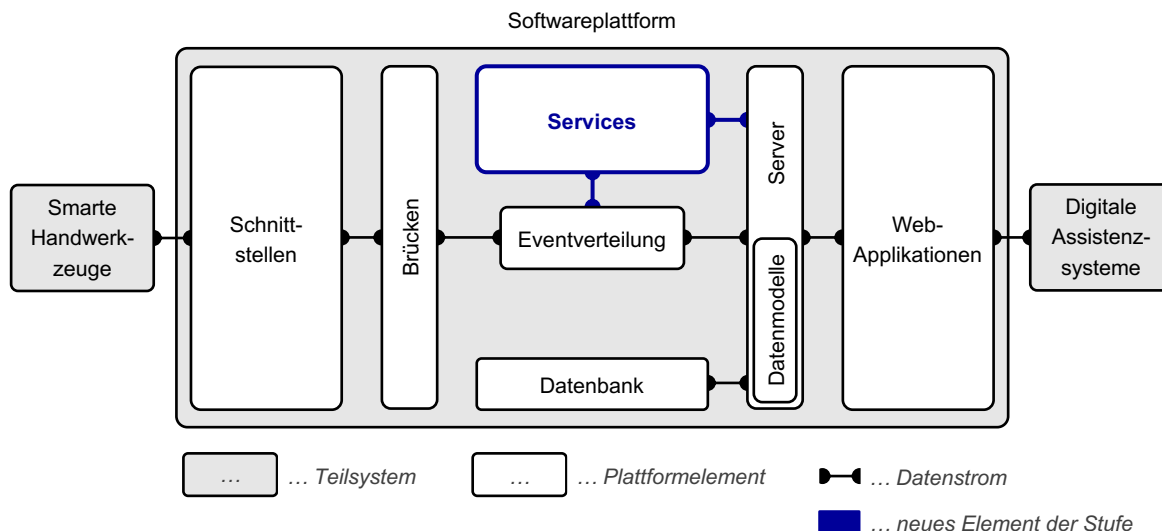 Softwareplattform
Smarte
Handwerk-
zeuge
Schnitt-
stellen
Brücken
Services
Eventverteilung
Datenbank
Server
Datenmodelle
Web-
Applikationen
Digitale
Assistenz-
systeme
… … Teilsystem
… … Plattformelement
… Datenstrom
… neues Element der Stufe